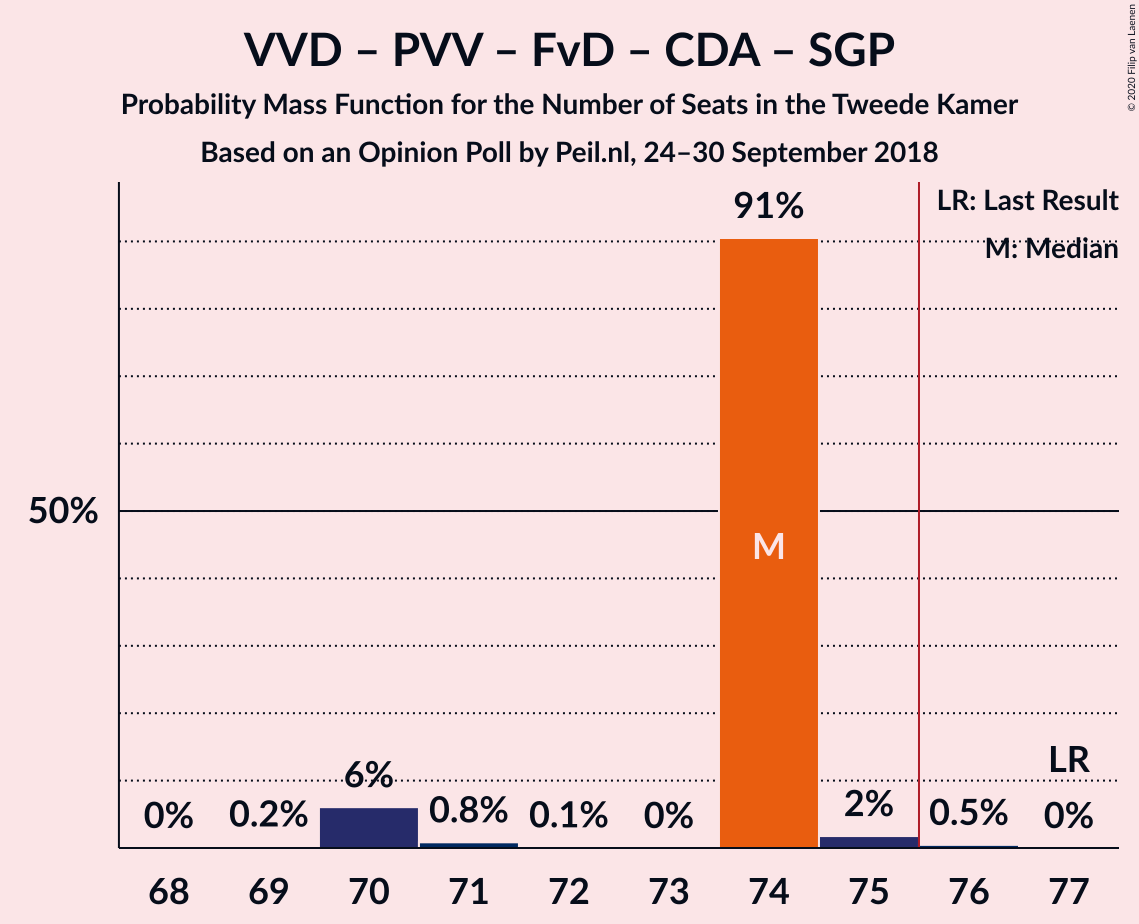 VVD – PVV – FvD – CDA – SGP
Probability Mass Function for the Number of Seats in the Tweede Kamer
Based on an Opinion Poll by Peil.nl, 24–30 September 2018
© 2020 Filip van Laenen
LR: Last Result
M: Median
91%
50%
M
LR
0%
0.2%
6%
0.8%
0.1%
0%
2%
0.5%
0%
68 69 70 71 72 73 74 75 76 77